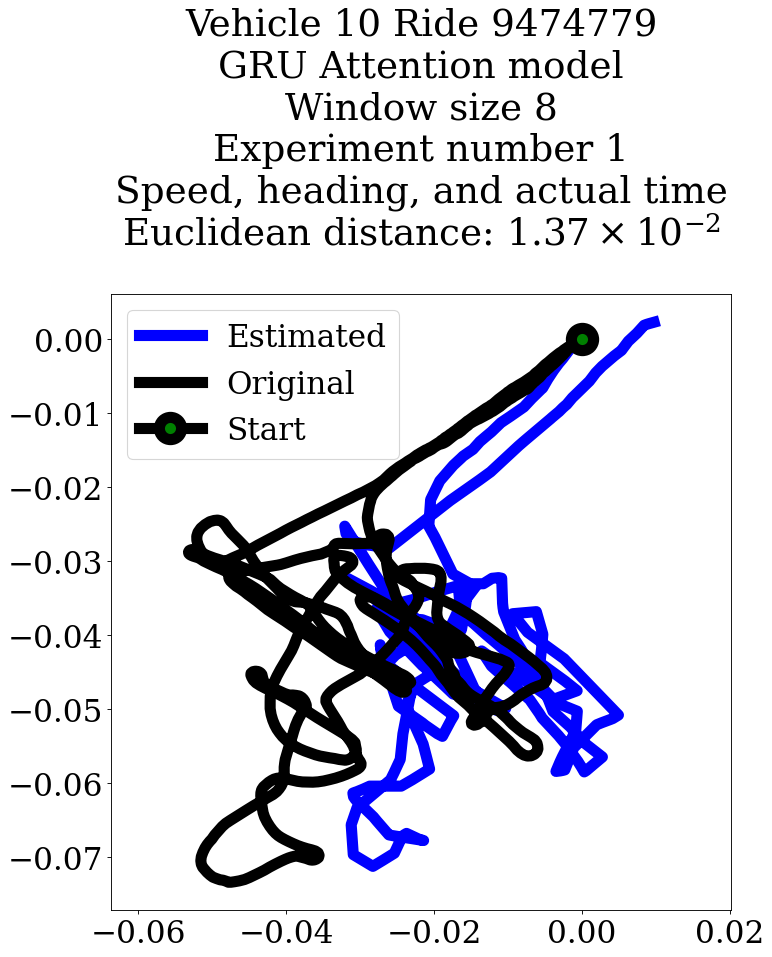 Vehicle 10 Ride 9474779
GRU Attention model
Window size 8
Experiment number 1
Speed, heading, and actual time
Euclidean distance: 1.37 × 10⁻²
Estimated
Original
Start
0.00
−0.01
−0.02
−0.03
−0.04
−0.05
−0.06
−0.07
−0.06 −0.04 −0.02 0.00 0.02